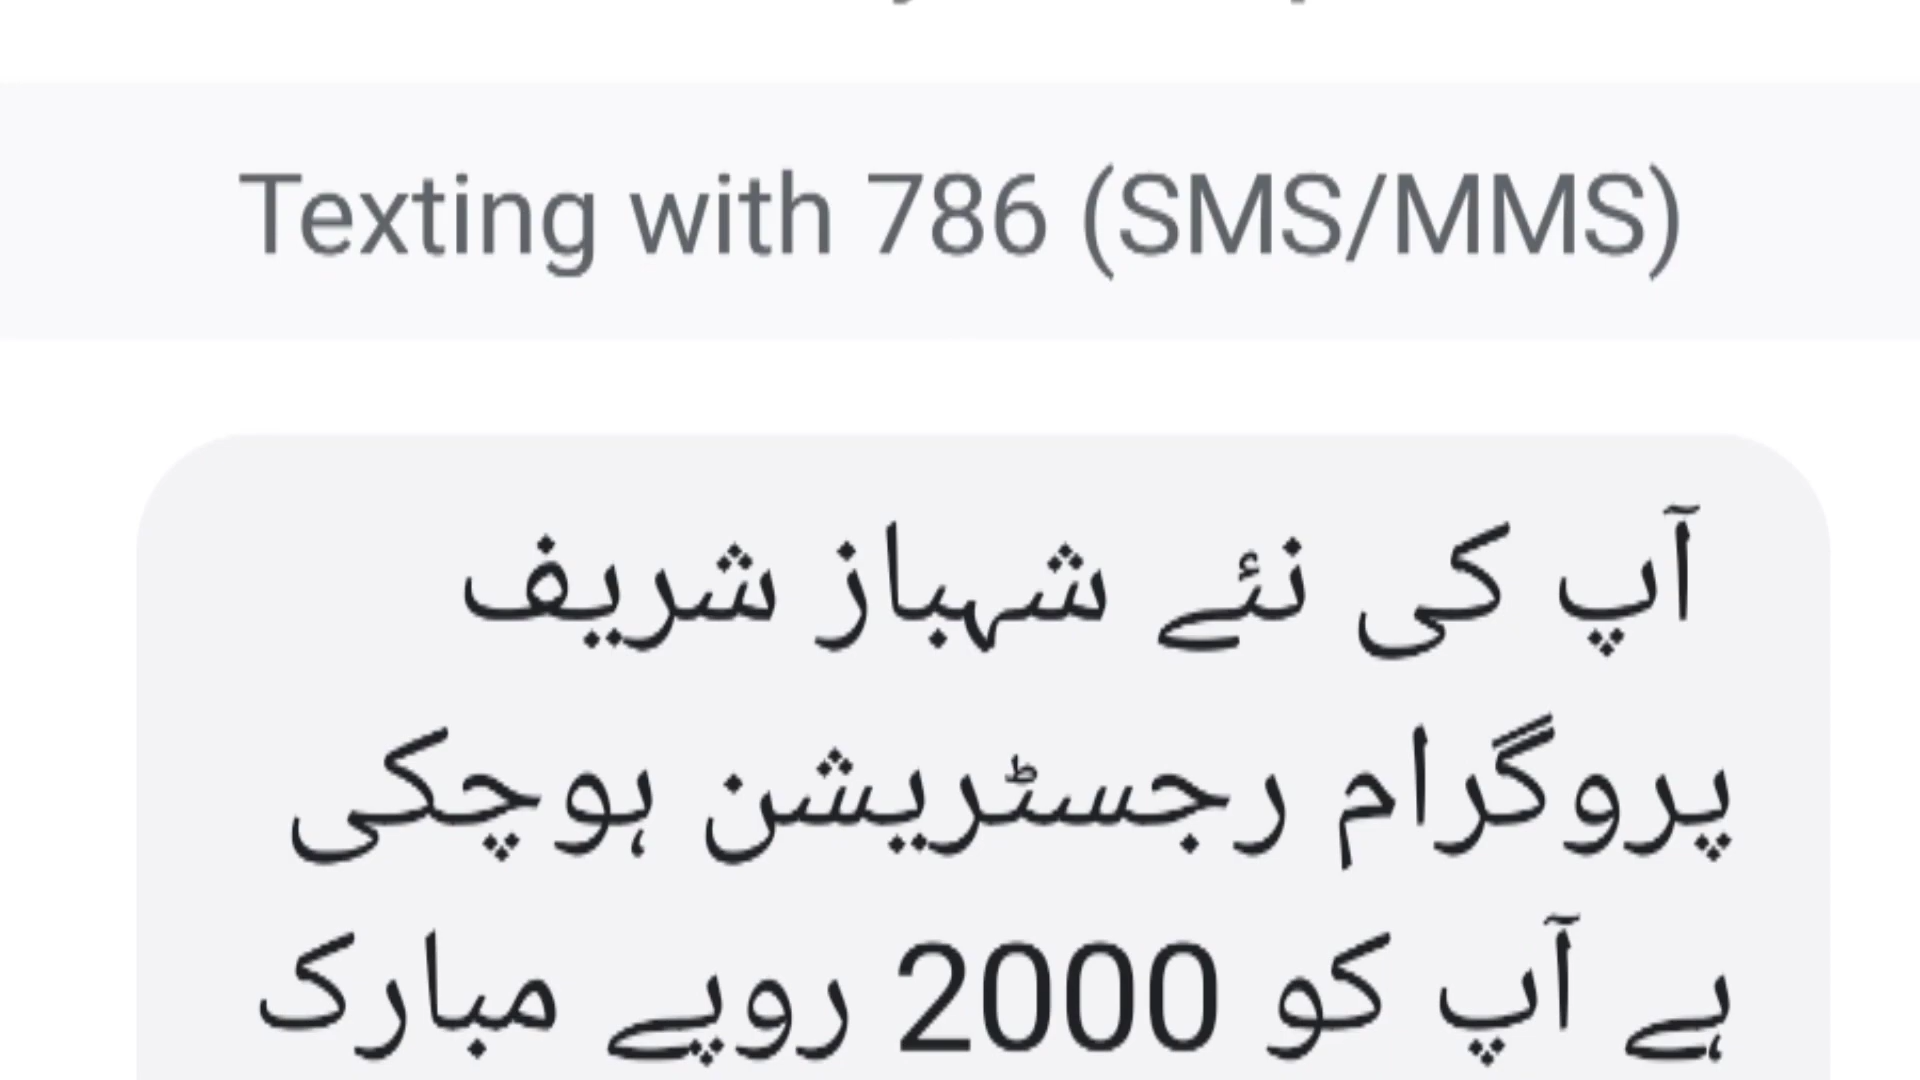 Texting with 786 (SMS/MMS)
آپ کی نئے شہباز شریف
پروگرام رجسٹریشن ہوچکی
ہے آپ کو 2000 روپے مبارک